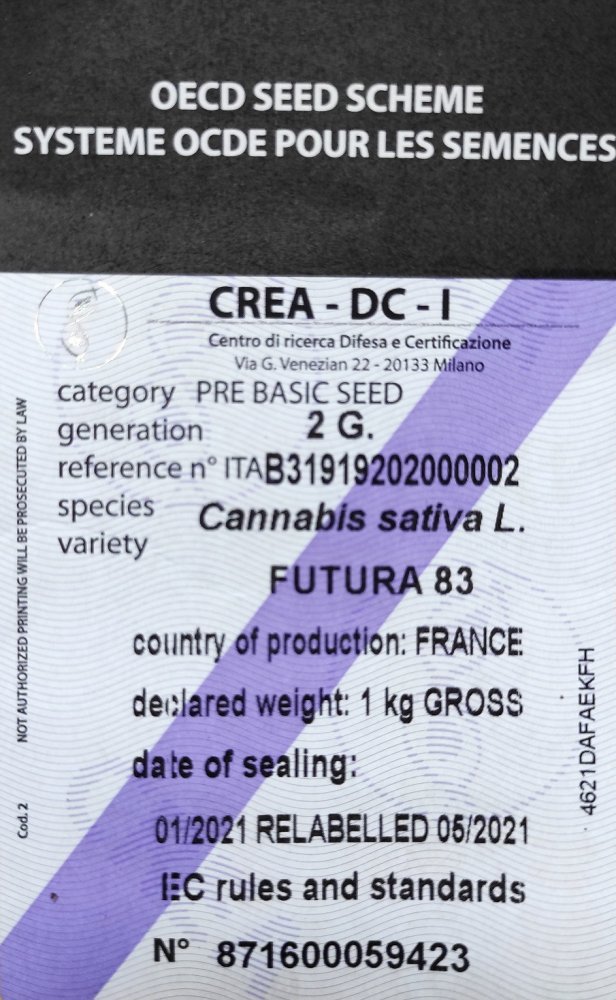 OECD SEED SCHEME
SYSTEME OCDE POUR LES SEMENCES
CREA - DC - I
Centro di ricerca Difesa e Certificazione
Via G. Venezian 22 - 20133 Milano
category PRE BASIC SEED
generation 2 G.
reference n° ITAB31919202000002
species Cannabis sativa L.
variety
FUTURA 83
country of production: FRANCE
declared weight: 1 kg GROSS
date of sealing:
01/2021 RELABELLED 05/2021
EC rules and standards
N° 871600059423
NOT AUTHORIZED PRINTING WILL BE PROSECUTED BY LAW
Cod. 2
4621DAFAEKFH